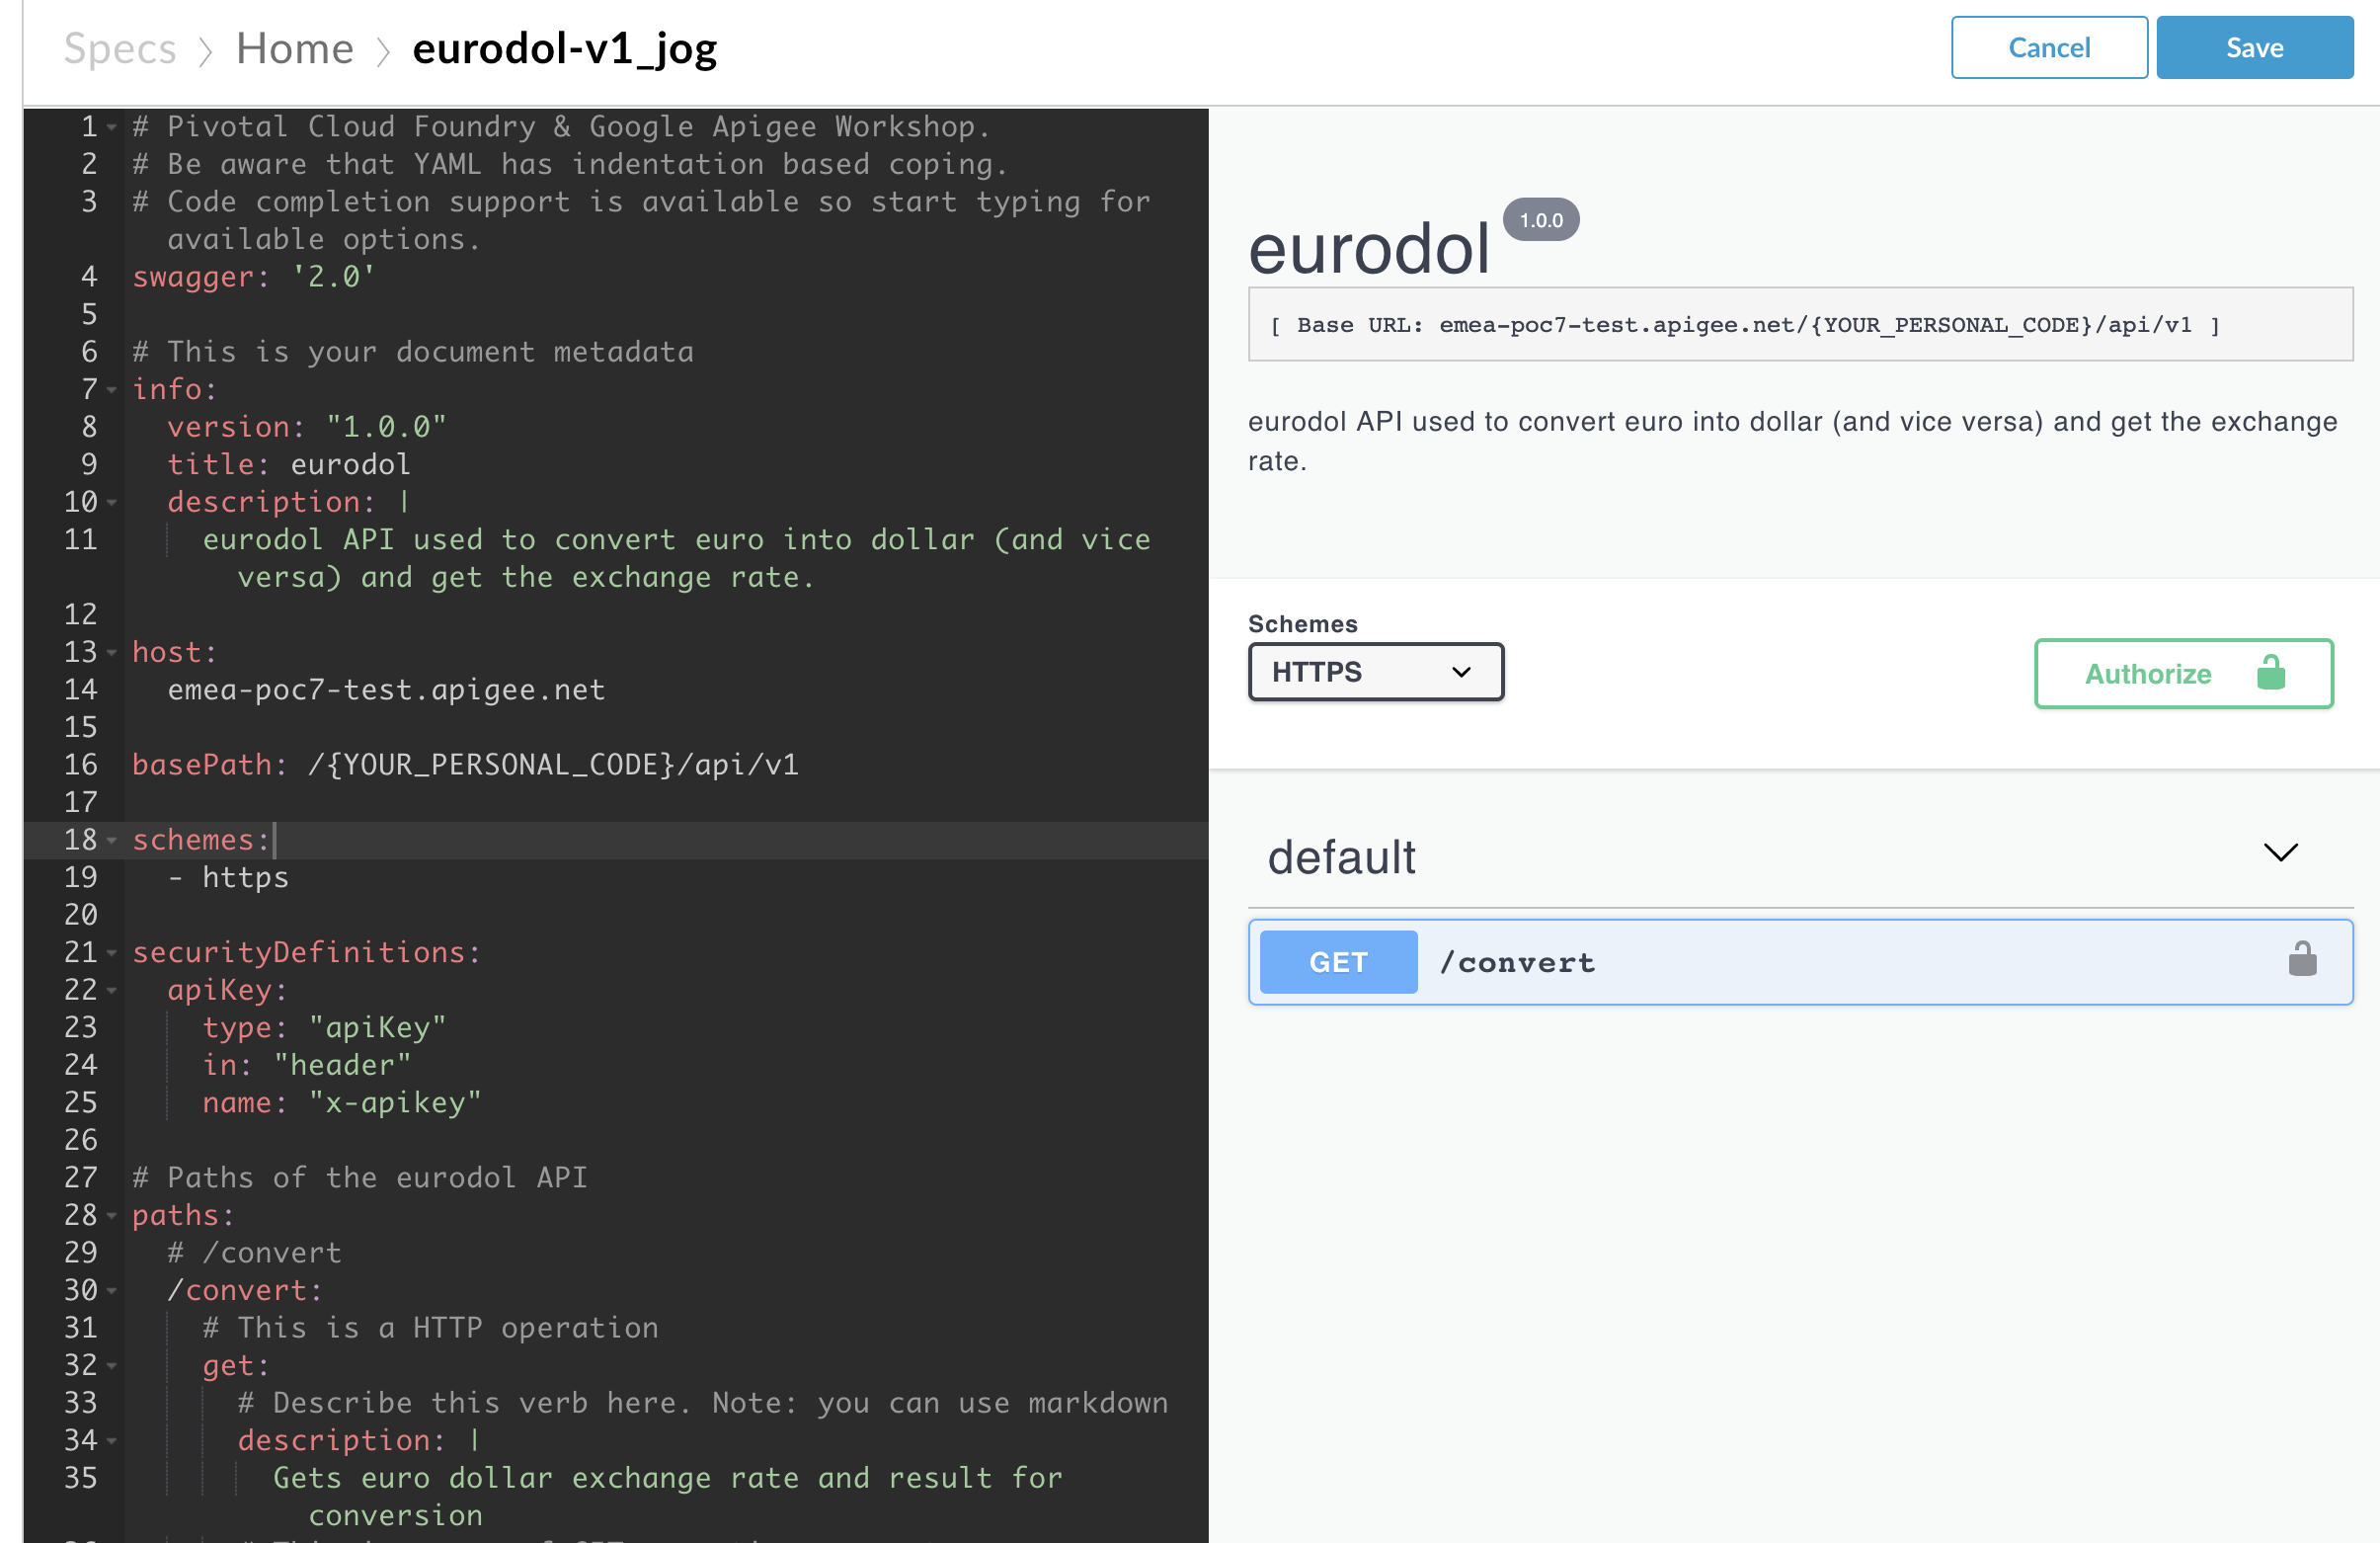 Specs > Home > eurodol-v1_jog
Cancel
Save
1 # Pivotal Cloud Foundry & Google Apigee Workshop.
2 # Be aware that YAML has indentation based coping.
3 # Code completion support is available so start typing for
available options.
4 swagger: '2.0'
5
6 # This is your document metadata
7 info:
8 version: "1.0.0"
9 title: eurodol
10 description: |
11 eurodol API used to convert euro into dollar (and vice
versa) and get the exchange rate.
12
13 host:
14 emea-poc7-test.apigee.net
15
16 basePath: /{YOUR_PERSONAL_CODE}/api/v1
17
18 schemes:
19 - https
20
21 securityDefinitions:
22 apiKey:
23 type: "apiKey"
24 in: "header"
25 name: "x-apikey"
26
27 # Paths of the eurodol API
28 paths:
29 # /convert
30 /convert:
31 # This is a HTTP operation
32 get:
33 # Describe this verb here. Note: you can use markdown
34 description: |
35 Gets euro dollar exchange rate and result for
conversion
eurodol 1.0.0
[ Base URL: emea-poc7-test.apigee.net/{YOUR_PERSONAL_CODE}/api/v1 ]
eurodol API used to convert euro into dollar (and vice versa) and get the exchange
rate.
Schemes
HTTPS
Authorize
default
GET /convert